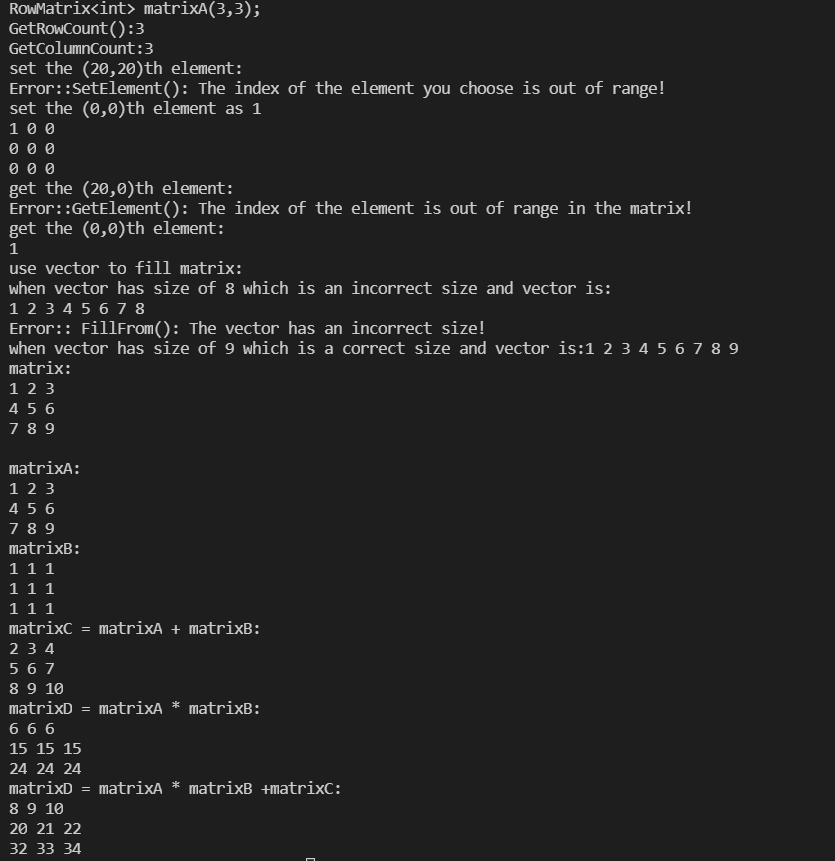 RowMatrix<int> matrixA(3,3);
GetRowCount():3
GetColumnCount:3
set the (20,20)th element:
Error::SetElement(): The index of the element you choose is out of range!
set the (0,0)th element as 1
1 0 0
0 0 0
0 0 0
get the (20,0)th element:
Error::GetElement(): The index of the element is out of range in the matrix!
get the (0,0)th element:
1
use vector to fill matrix:
when vector has size of 8 which is an incorrect size and vector is:
1 2 3 4 5 6 7 8
Error:: FillFrom(): The vector has an incorrect size!
when vector has size of 9 which is a correct size and vector is:1 2 3 4 5 6 7 8 9
matrix:
1 2 3
4 5 6
7 8 9
matrixA:
1 2 3
4 5 6
7 8 9
matrixB:
1 1 1
1 1 1
1 1 1
matrixC = matrixA + matrixB:
2 3 4
5 6 7
8 9 10
matrixD = matrixA * matrixB:
6 6 6
15 15 15
24 24 24
matrixD = matrixA * matrixB +matrixC:
8 9 10
20 21 22
32 33 34